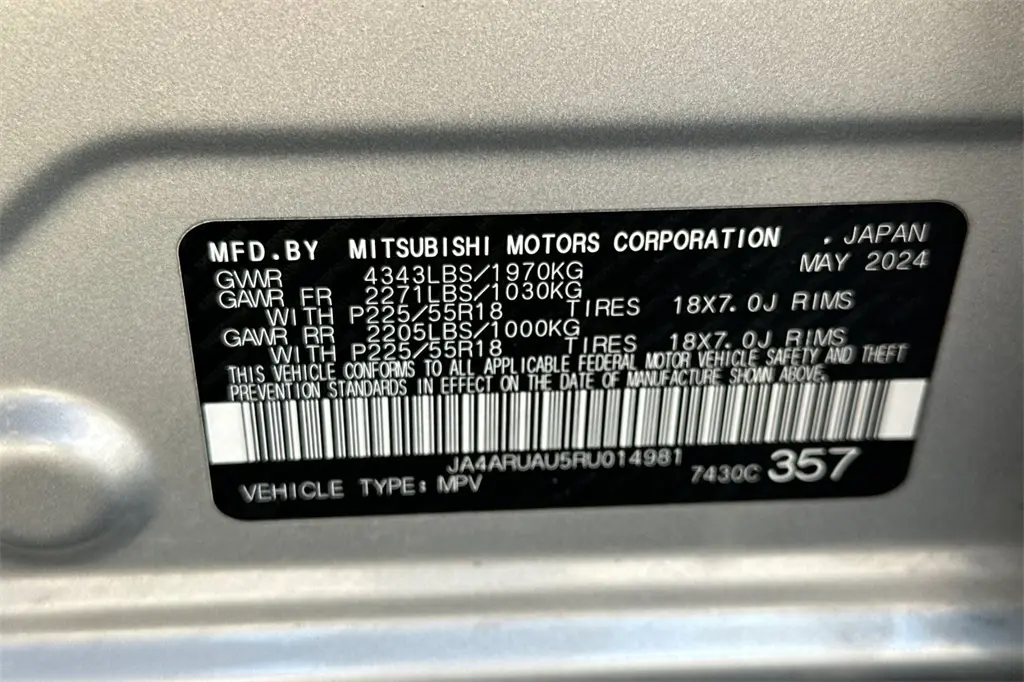 MFD.BY MITSUBISHI MOTORS CORPORATION . JAPAN
GVWR 4343LBS/1970KG MAY 2024
GAWR FR 2271LBS/1030KG
WITH P225/55R18 TIRES 18X7.0J RIMS
GAWR RR 2205LBS/1000KG
WITH P225/55R18 TIRES 18X7.0J RIMS
THIS VEHICLE CONFORMS TO ALL APPLICABLE FEDERAL MOTOR VEHICLE SAFETY AND THEFT
PREVENTION STANDARDS IN EFFECT ON THE DATE OF MANUFACTURE SHOWN ABOVE.
JA4ARUAU5RU014981
VEHICLE TYPE: MPV 7430C 357